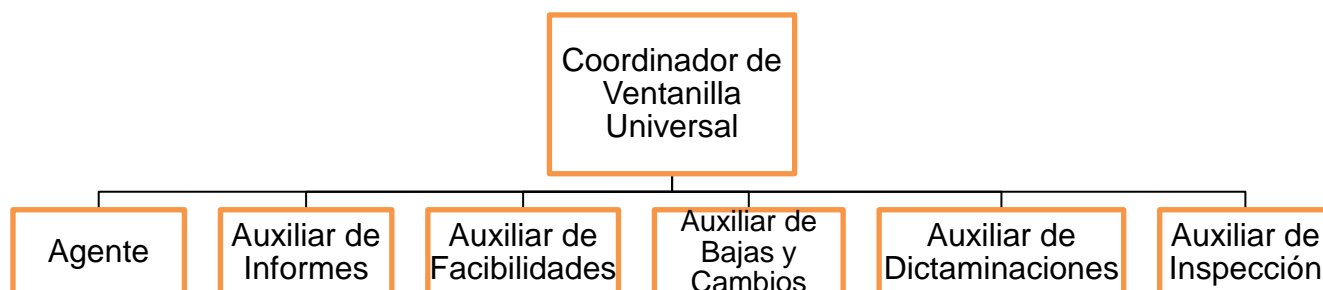 Coordinador de
Ventanilla
Universal
Agente
Auxiliar de
Informes
Auxiliar de
Facibilidades
Auxiliar de
Bajas y
Cambios
Auxiliar de
Dictaminaciones
Auxiliar de
Inspección